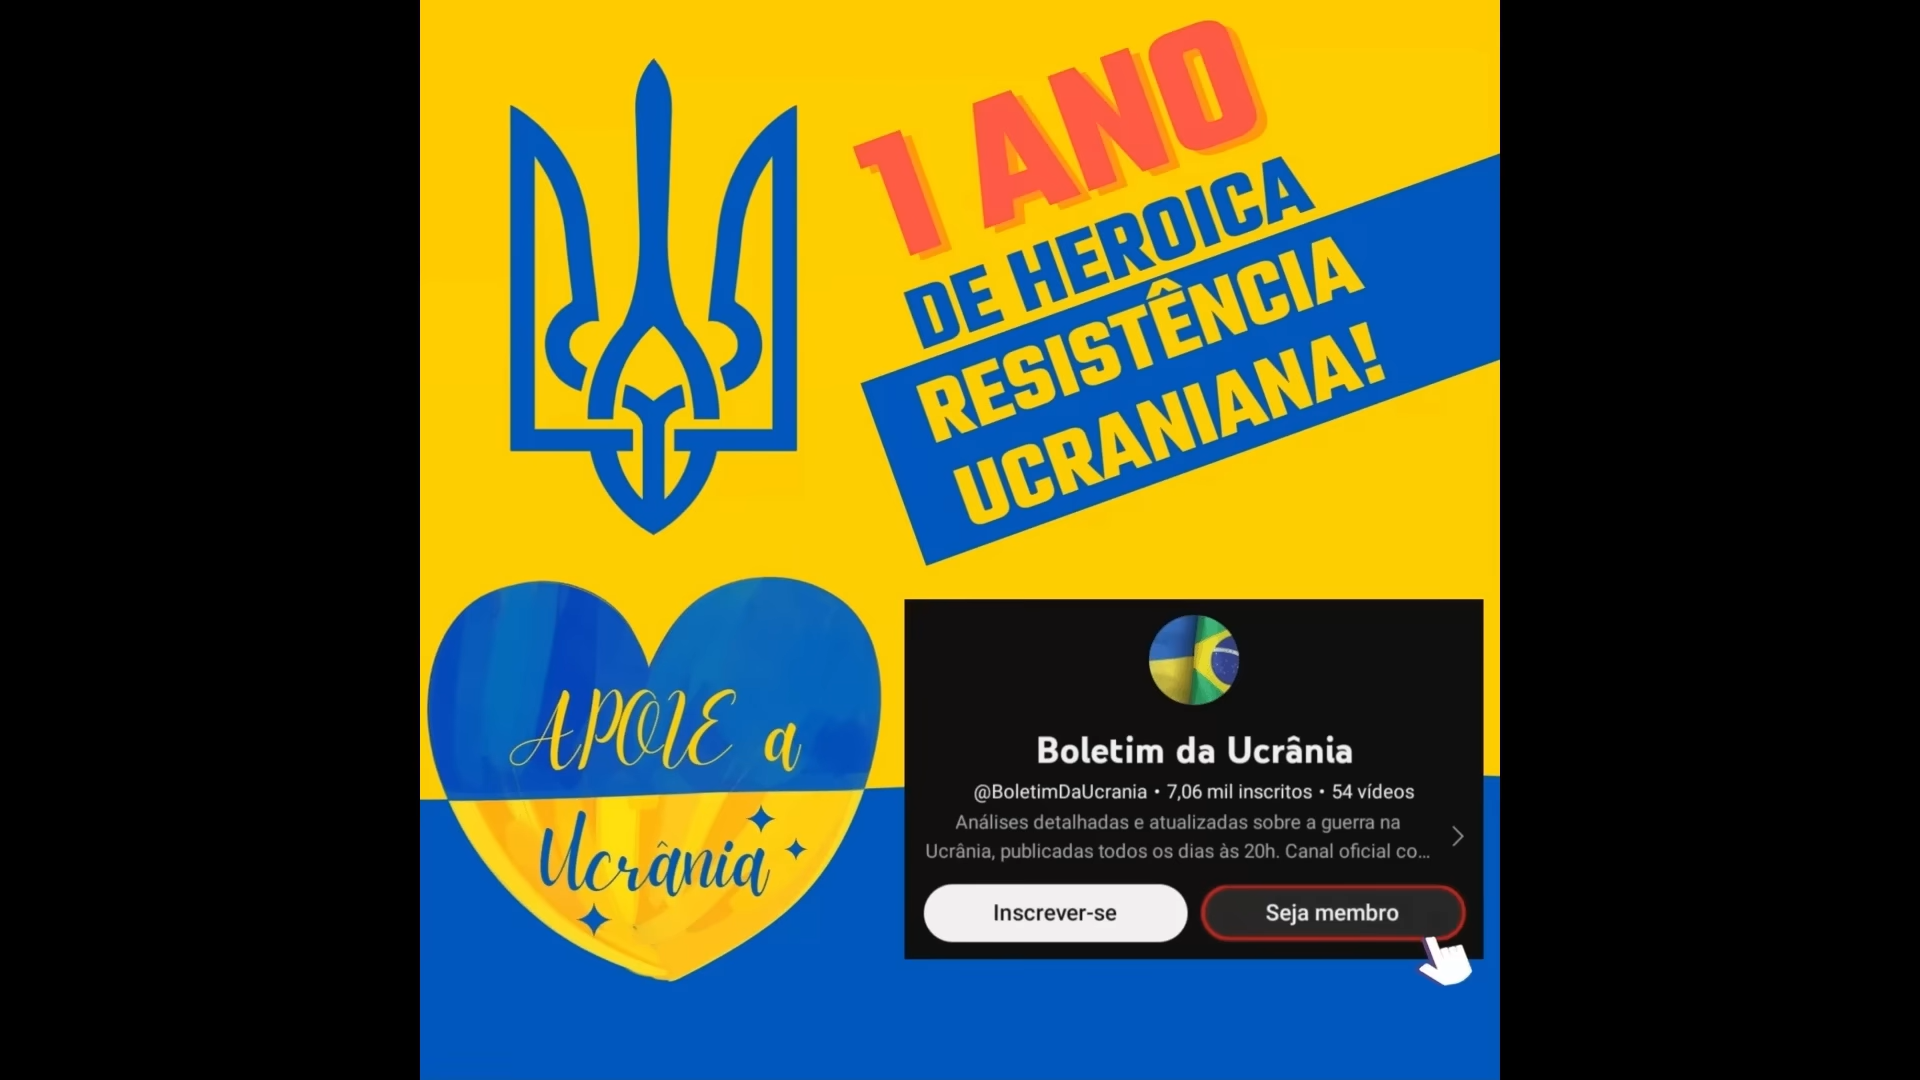 1 ANO
DE HEROICA
RESISTÊNCIA
UCRANIANA!
APOIE a
Ucrânia
Boletim da Ucrânia
@BoletimDaUcrania • 7,06 mil inscritos • 54 vídeos
Análises detalhadas e atualizadas sobre a guerra na
Ucrânia, publicadas todos os dias às 20h. Canal oficial co...
Inscrever-se
Seja membro